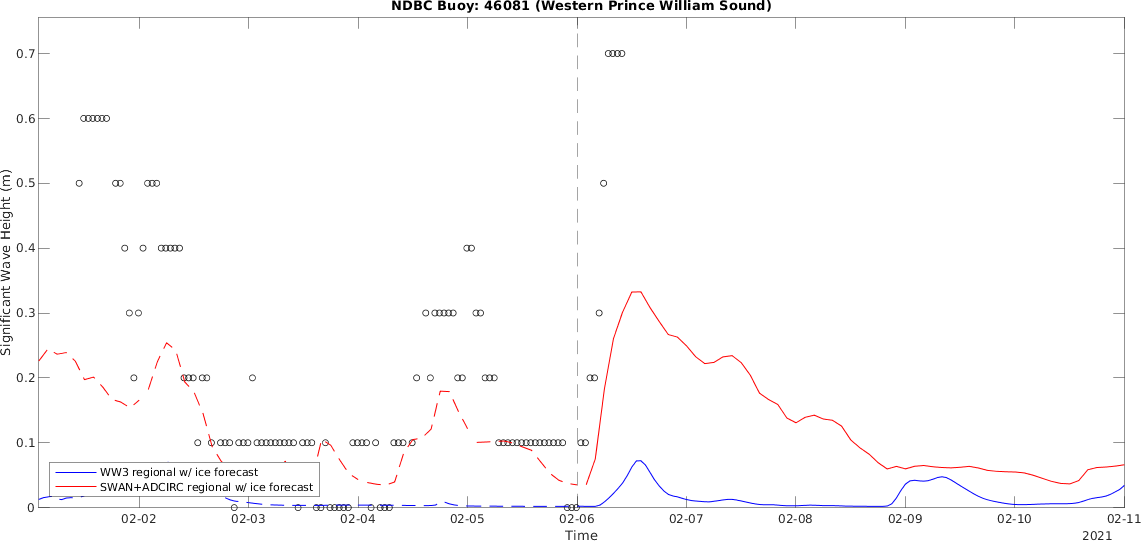 NDBC Buoy: 46081 (Western Prince William Sound)
Significant Wave Height (m)
0.7
0.6
0.5
0.4
0.3
0.2
0.1
0
WW3 regional w/ ice forecast
SWAN+ADCIRC regional w/ ice forecast
02-02 02-03 02-04 02-05 02-06 02-07 02-08 02-09 02-10 02-11
Time
2021